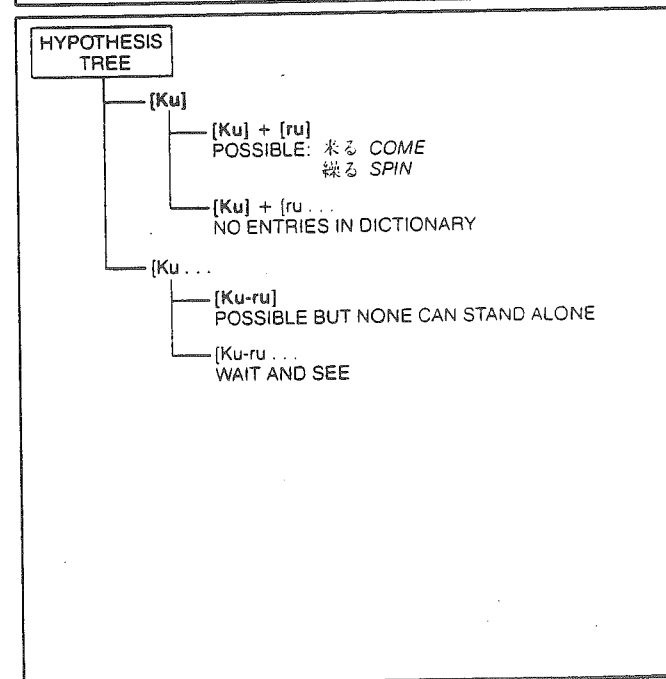 HYPOTHESIS
TREE
[Ku]
[Ku] + [ru]
POSSIBLE: 来る COME
繰る SPIN
[Ku] + [ru . . .
NO ENTRIES IN DICTIONARY
[Ku . . .
[Ku-ru]
POSSIBLE BUT NONE CAN STAND ALONE
[Ku-ru . . .
WAIT AND SEE